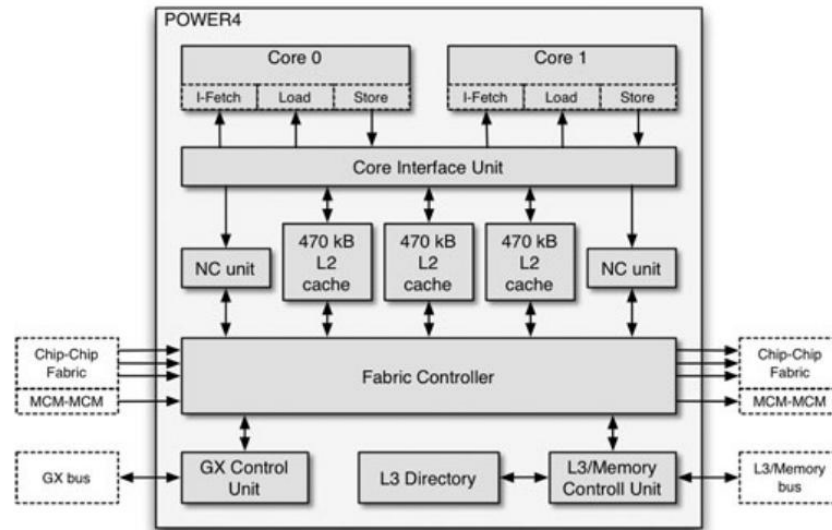 POWER4
Core 0
Core 1
I-Fetch
Load
Store
I-Fetch
Load
Store
Core Interface Unit
NC unit
470 kB
L2
cache
470 kB
L2
cache
470 kB
L2
cache
NC unit
Chip-Chip
Fabric
MCM-MCM
Fabric Controller
Chip-Chip
Fabric
MCM-MCM
GX bus
GX Control
Unit
L3 Directory
L3/Memory
Controll Unit
L3/Memory
bus